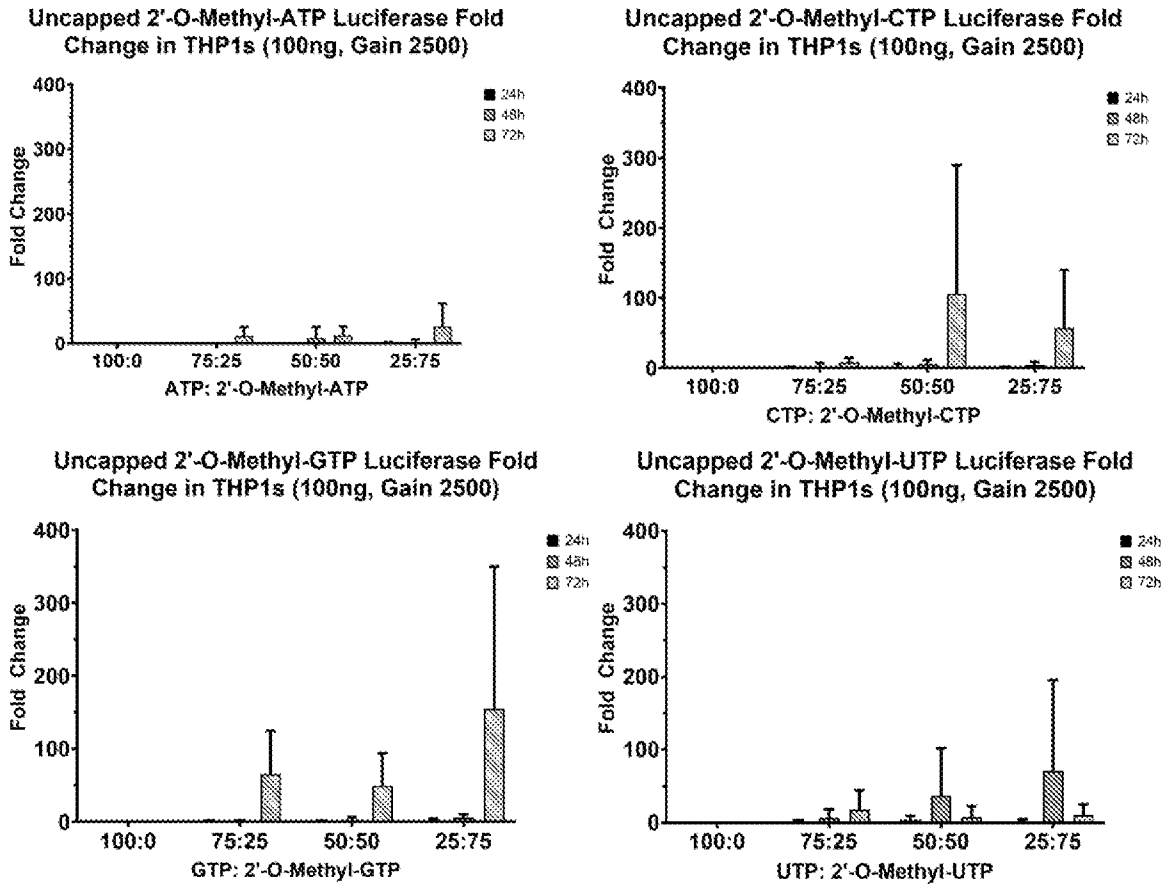 Uncapped 2'-O-Methyl-ATP Luciferase Fold
Change in THP1s (100ng, Gain 2500)
400
300
200
100
0
Fold Change
24h
48h
72h
100:0 75:25 50:50 25:75
ATP: 2'-O-Methyl-ATP
Uncapped 2'-O-Methyl-CTP Luciferase Fold
Change in THP1s (100ng, Gain 2500)
400
300
200
100
0
Fold Change
24h
48h
72h
100:0 75:25 50:50 25:75
CTP: 2'-O-Methyl-CTP
Uncapped 2'-O-Methyl-GTP Luciferase Fold
Change in THP1s (100ng, Gain 2500)
400
300
200
100
0
Fold Change
24h
48h
72h
100:0 75:25 50:50 25:75
GTP: 2'-O-Methyl-GTP
Uncapped 2'-O-Methyl-UTP Luciferase Fold
Change in THP1s (100ng, Gain 2500)
400
300
200
100
0
Fold Change
24h
48h
72h
100:0 75:25 50:50 25:75
UTP: 2'-O-Methyl-UTP